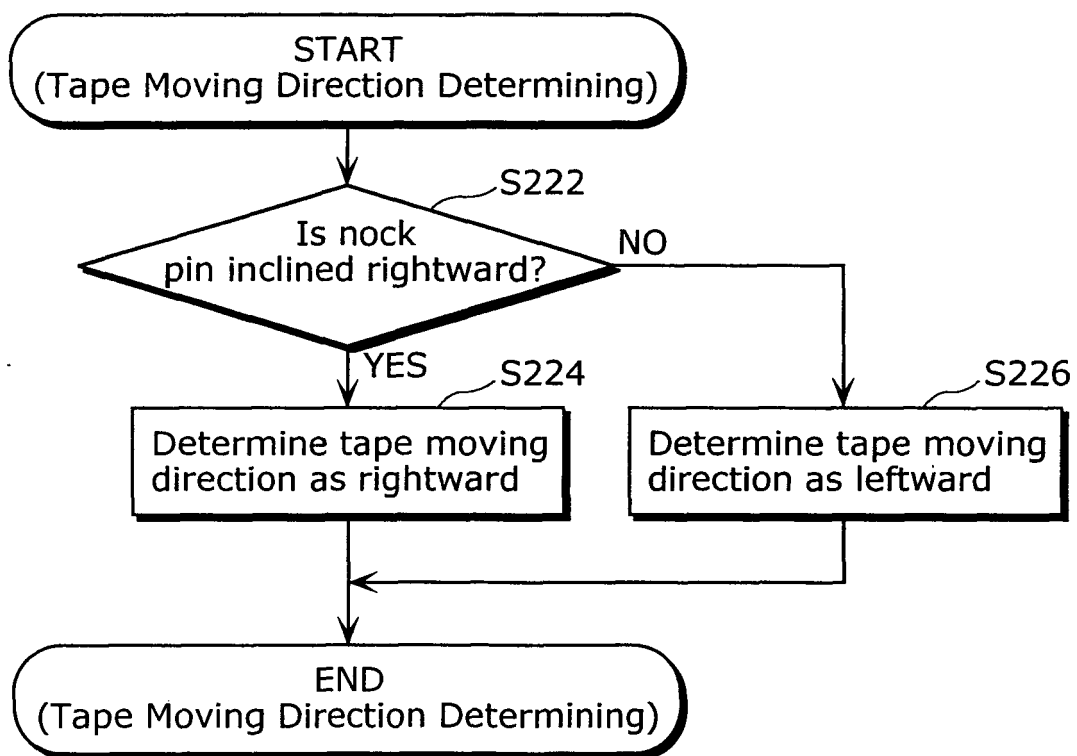 START
(Tape Moving Direction Determining)
S222
Is nock
pin inclined rightward?
NO
YES
S224
S226
Determine tape moving
direction as rightward
Determine tape moving
direction as leftward
END
(Tape Moving Direction Determining)